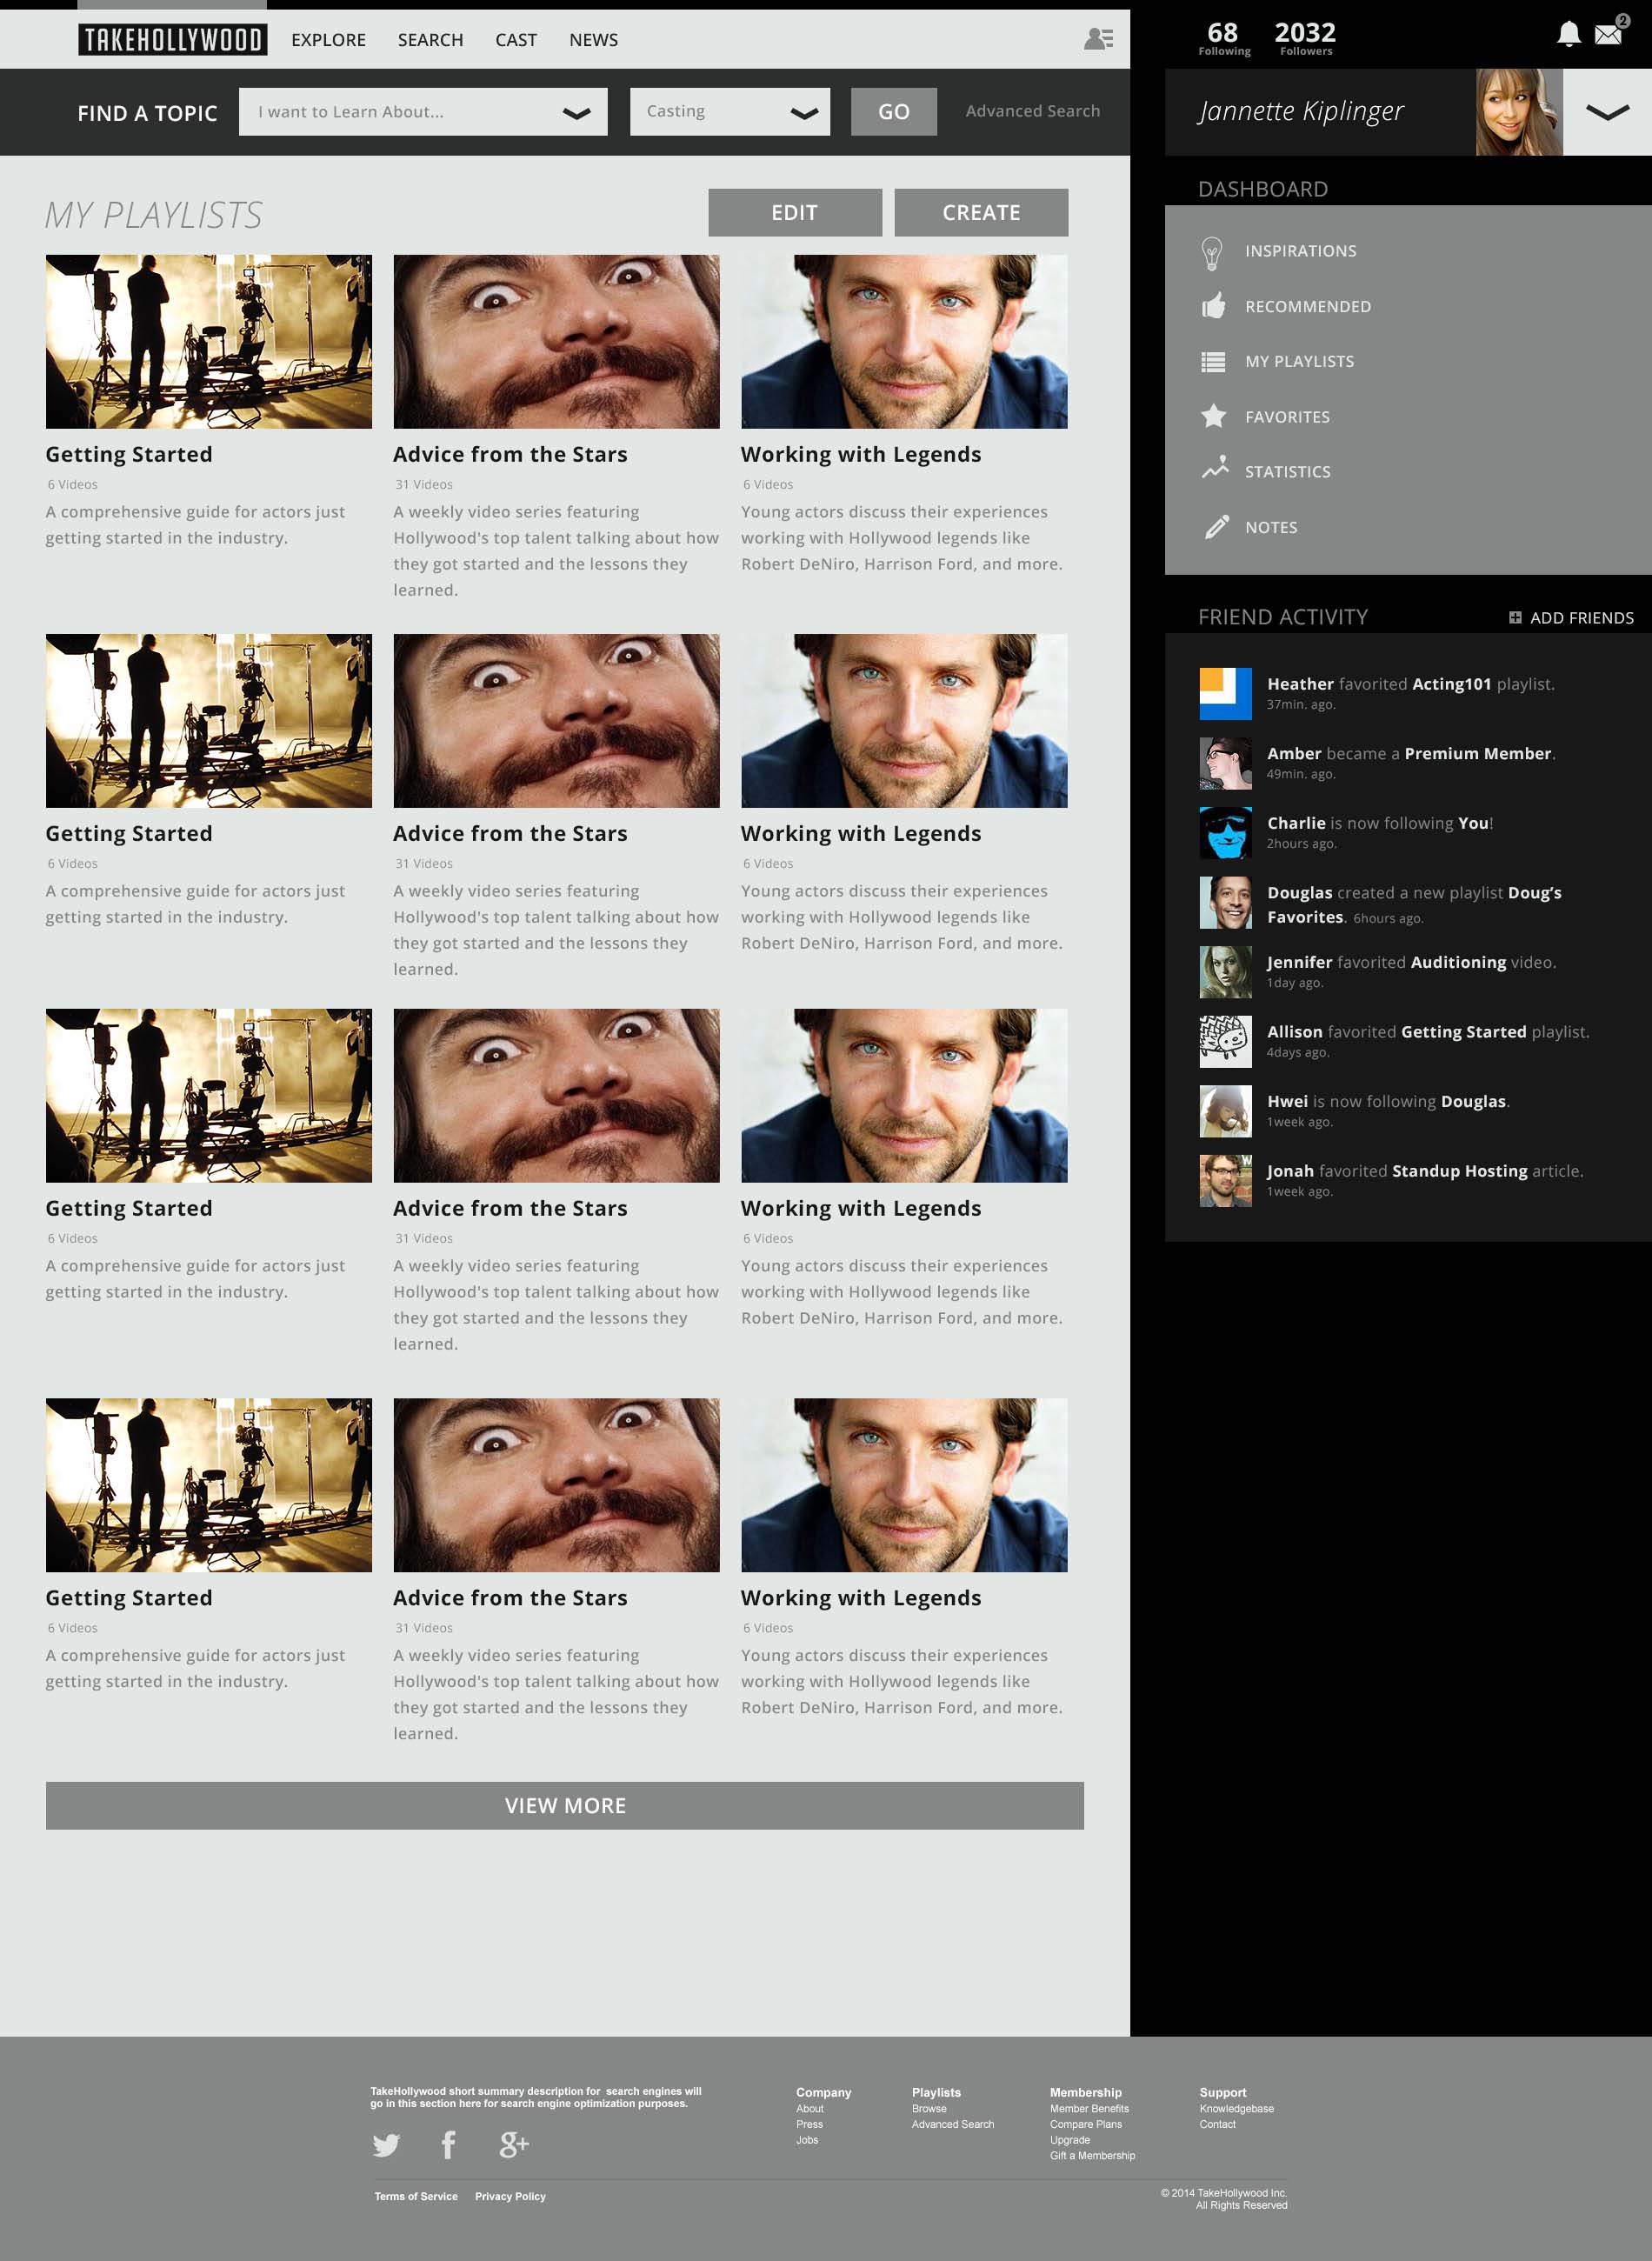 TAKEHOLLYWOOD
EXPLORE
SEARCH
CAST
NEWS
68
Following
2032
Followers
2
FIND A TOPIC
I want to Learn About...
Casting
GO
Advanced Search
Jannette Kiplinger
MY PLAYLISTS
EDIT
CREATE
Getting Started
6 Videos
A comprehensive guide for actors just
getting started in the industry.
Advice from the Stars
31 Videos
A weekly video series featuring
Hollywood's top talent talking about how
they got started and the lessons they
learned.
Working with Legends
6 Videos
Young actors discuss their experiences
working with Hollywood legends like
Robert DeNiro, Harrison Ford, and more.
Getting Started
6 Videos
A comprehensive guide for actors just
getting started in the industry.
Advice from the Stars
31 Videos
A weekly video series featuring
Hollywood's top talent talking about how
they got started and the lessons they
learned.
Working with Legends
6 Videos
Young actors discuss their experiences
working with Hollywood legends like
Robert DeNiro, Harrison Ford, and more.
Getting Started
6 Videos
A comprehensive guide for actors just
getting started in the industry.
Advice from the Stars
31 Videos
A weekly video series featuring
Hollywood's top talent talking about how
they got started and the lessons they
learned.
Working with Legends
6 Videos
Young actors discuss their experiences
working with Hollywood legends like
Robert DeNiro, Harrison Ford, and more.
Getting Started
6 Videos
A comprehensive guide for actors just
getting started in the industry.
Advice from the Stars
31 Videos
A weekly video series featuring
Hollywood's top talent talking about how
they got started and the lessons they
learned.
Working with Legends
6 Videos
Young actors discuss their experiences
working with Hollywood legends like
Robert DeNiro, Harrison Ford, and more.
VIEW MORE
DASHBOARD
INSPIRATIONS
RECOMMENDED
MY PLAYLISTS
FAVORITES
STATISTICS
NOTES
FRIEND ACTIVITY
ADD FRIENDS
Heather favorited Acting101 playlist.
37min. ago.
Amber became a Premium Member.
49min. ago.
Charlie is now following You!
2hours ago.
Douglas created a new playlist Doug's
Favorites. 6hours ago.
Jennifer favorited Auditioning video.
1day ago.
Allison favorited Getting Started playlist.
4days ago.
Hwei is now following Douglas.
1week ago.
Jonah favorited Standup Hosting article.
1week ago.
TakeHollywood short summary description for search engines will
go in this section here for search engine optimization purposes.
Company
About
Press
Jobs
Playlists
Browse
Advanced Search
Membership
Member Benefits
Compare Plans
Upgrade
Gift a Membership
Support
Knowledgebase
Contact
Terms of Service
Privacy Policy
© 2014 TakeHollywood Inc.
All Rights Reserved